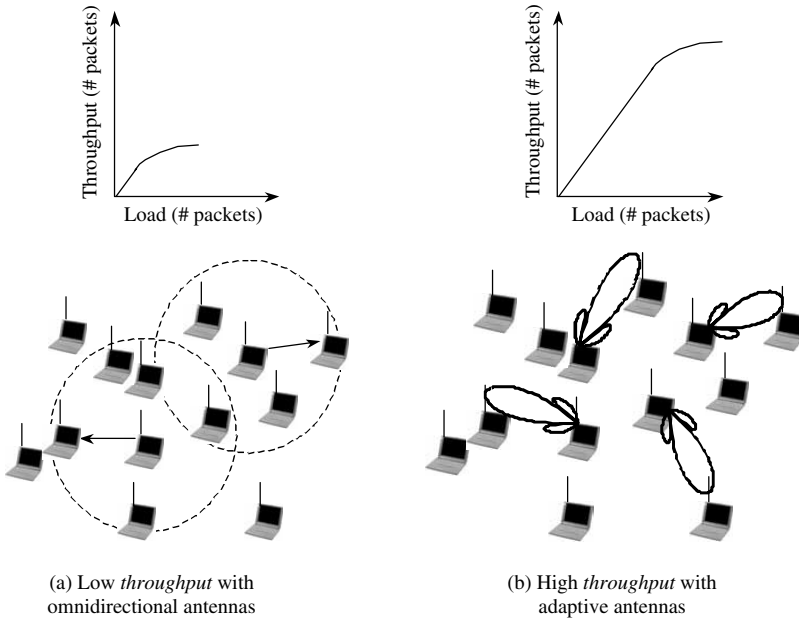 Throughput (# packets)
Load (# packets)
Throughput (# packets)
Load (# packets)
(a) Low throughput with
omnidirectional antennas
(b) High throughput with
adaptive antennas